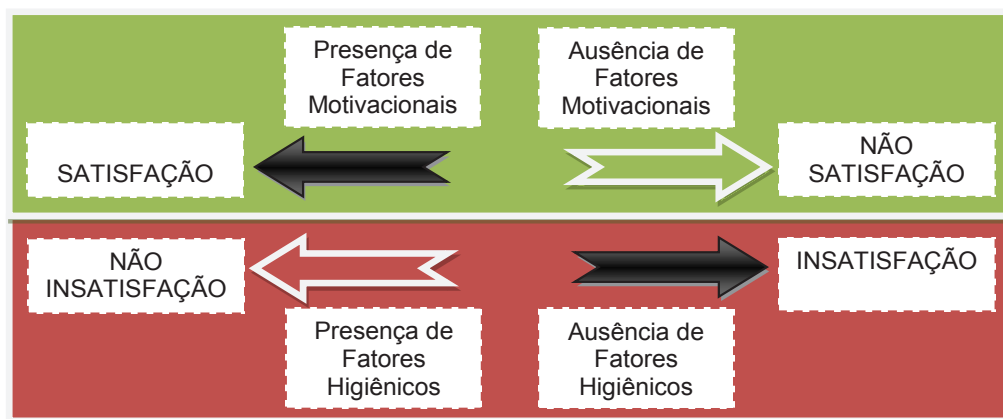 Presença de
Fatores
Motivacionais
Ausência de
Fatores
Motivacionais
SATISFAÇÃO
NÃO
SATISFAÇÃO
NÃO
INSATISFAÇÃO
INSATISFAÇÃO
Presença de
Fatores
Higiênicos
Ausência de
Fatores
Higiênicos